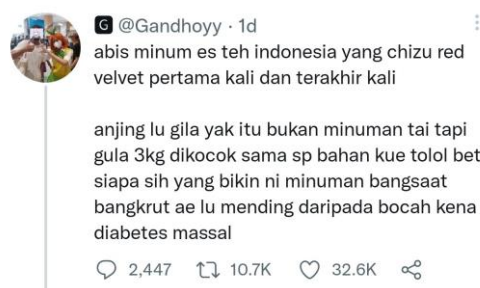 G @Gandhoyy · 1d
abis minum es teh indonesia yang chizu red
velvet pertama kali dan terakhir kali
anjing lu gila yak itu bukan minuman tai tapi
gula 3kg dikocok sama sp bahan kue tolol bet
siapa sih yang bikin ni minuman bangsaat
bangkrut ae lu mending daripada bocah kena
diabetes massal
2,447 10.7K 32.6K